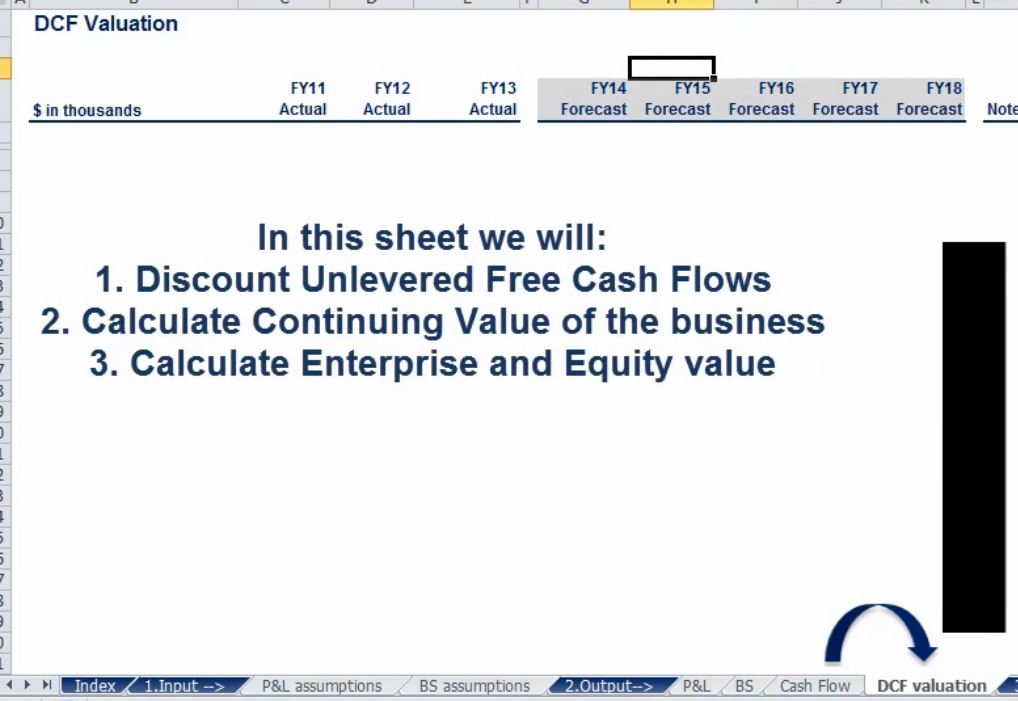 DCF Valuation
FY11 FY12 FY13 FY14 FY15 FY16 FY17 FY18
$ in thousands Actual Actual Actual Forecast Forecast Forecast Forecast Forecast
In this sheet we will:
1. Discount Unlevered Free Cash Flows
2. Calculate Continuing Value of the business
3. Calculate Enterprise and Equity value
Index 1.Input --> P&L assumptions BS assumptions 2.Output--> P&L BS Cash Flow DCF valuation